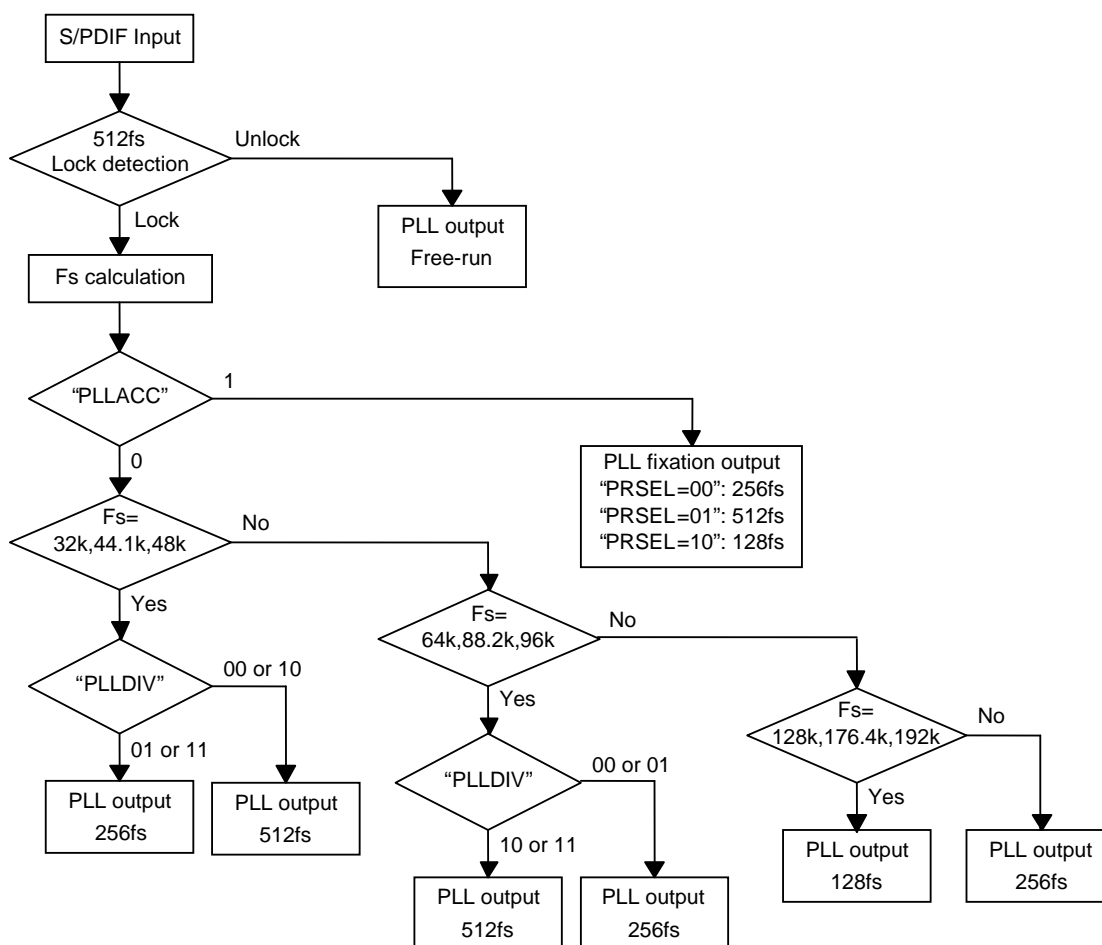 S/PDIF Input
512fs
Lock detection
Unlock
Lock
PLL output
Free-run
Fs calculation
“PLLACC”
1
0
PLL fixation output
“PRSEL=00”: 256fs
“PRSEL=01”: 512fs
“PRSEL=10”: 128fs
Fs=
32k,44.1k,48k
No
Yes
Fs=
64k,88.2k,96k
No
Yes
“PLLDIV”
00 or 10
01 or 11
Fs=
128k,176.4k,192k
No
Yes
“PLLDIV”
00 or 01
10 or 11
PLL output
256fs
PLL output
512fs
PLL output
128fs
PLL output
256fs
PLL output
512fs
PLL output
256fs